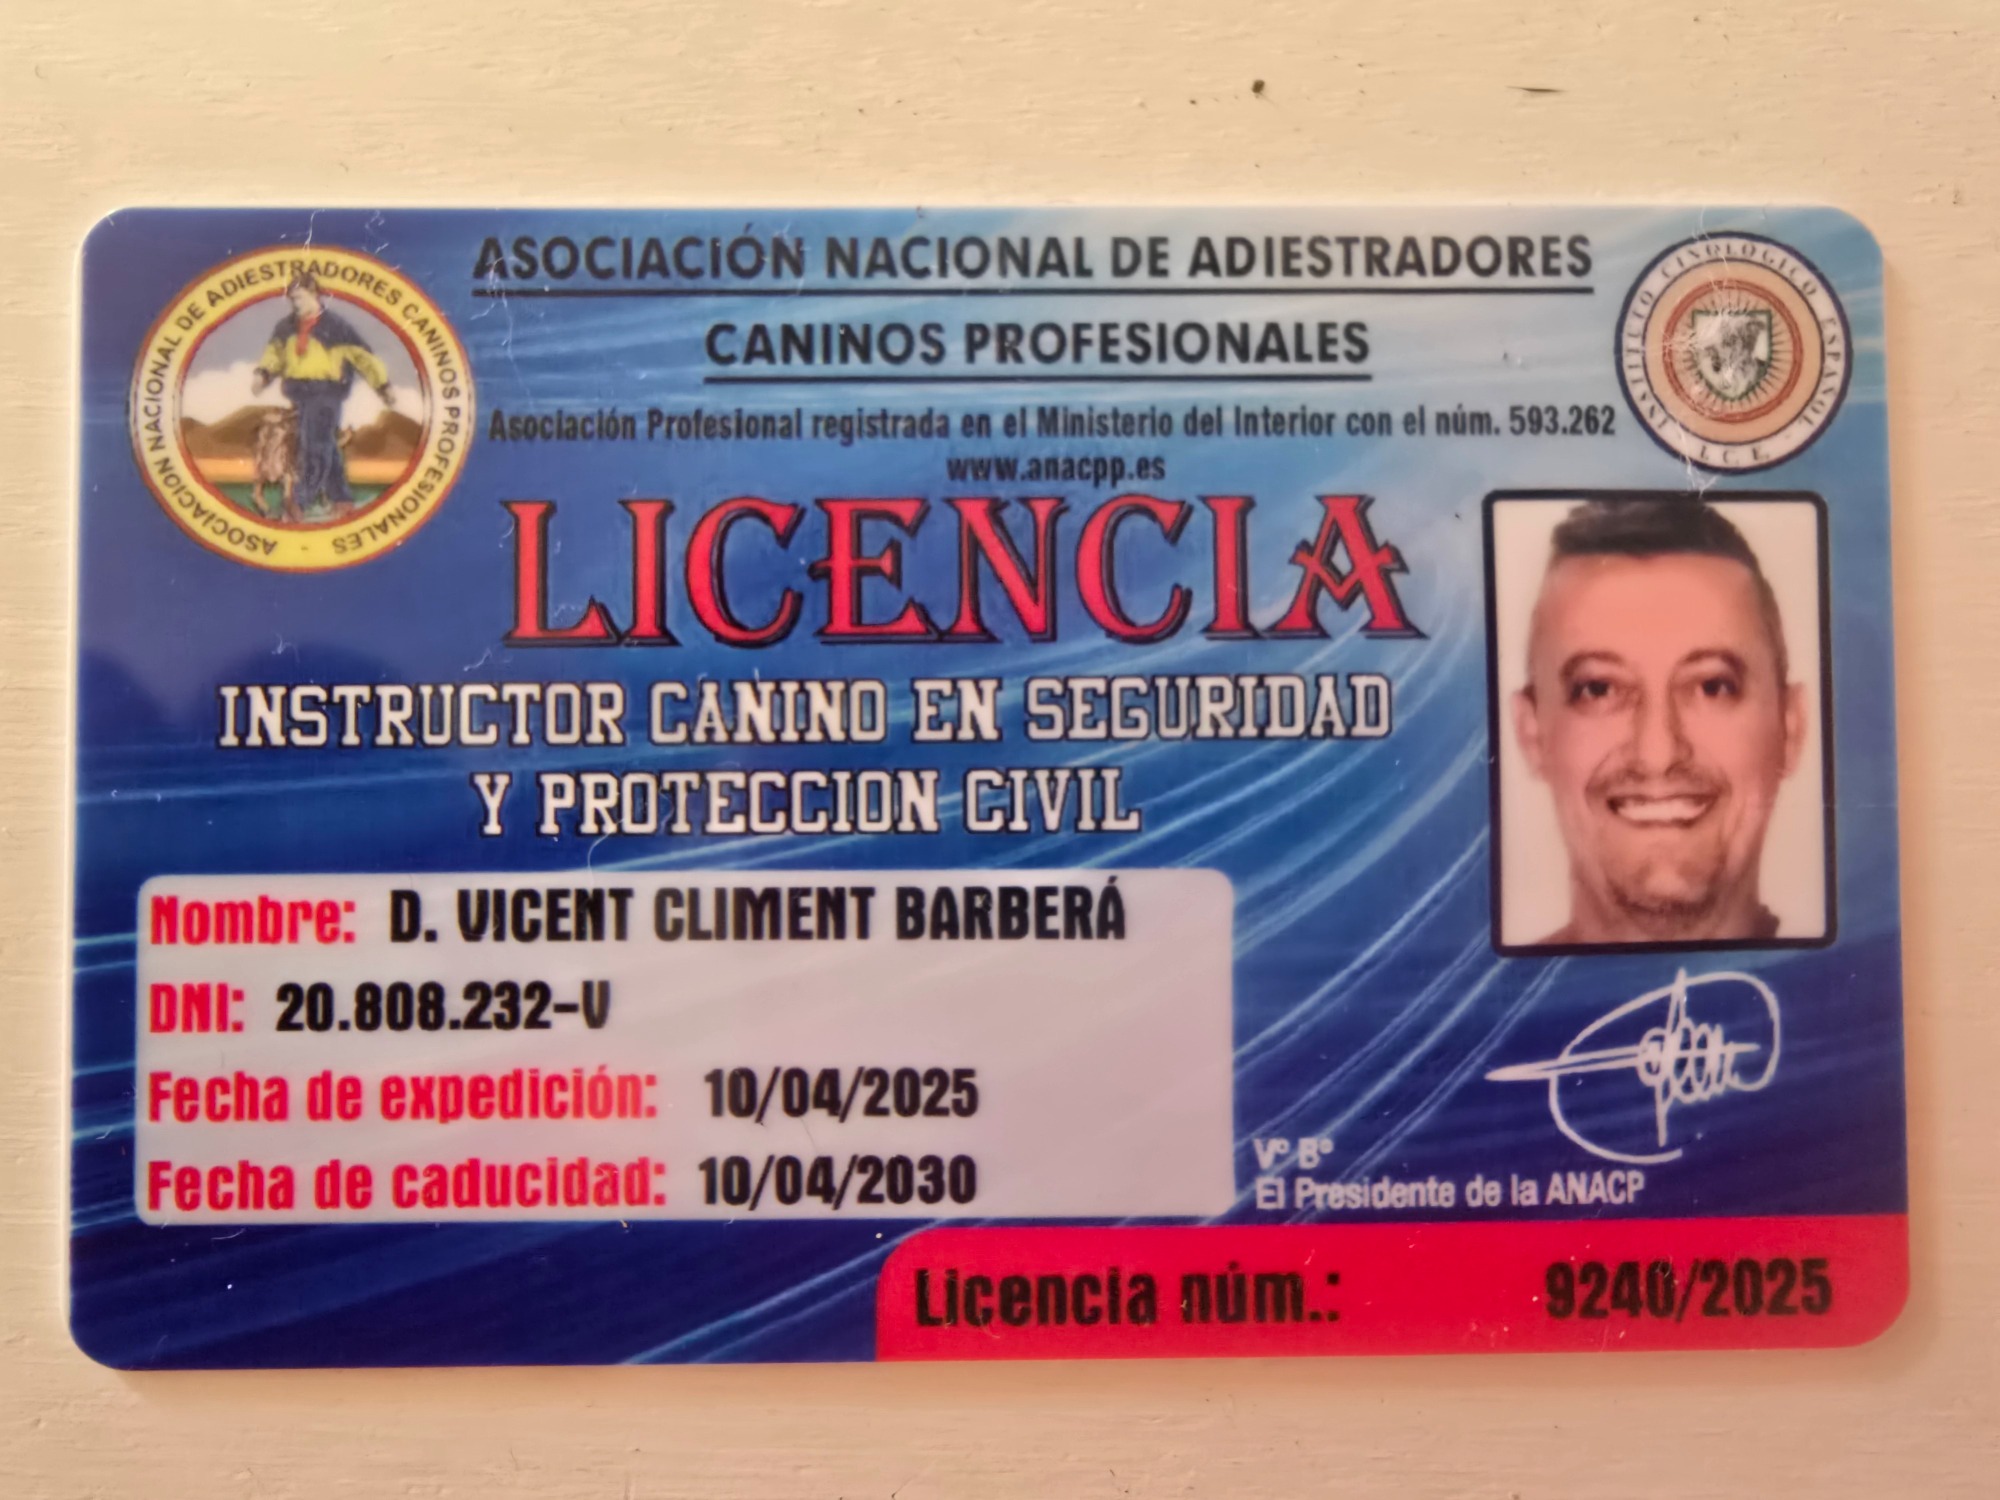 ASOCIACIÓN NACIONAL DE ADIESTRADORES
CANINOS PROFESIONALES
Asociación Profesional registrada en el Ministerio del Interior con el núm. 593.262
www.anacpp.es
ASOCIACION NACIONAL DE ADIESTRADORES CANINOS PROFESIONALES -
INSTITUTO CINOLOGICO ESPAÑOL
- I.C.E. -
LICENCIA
INSTRUCTOR CANINO EN SEGURIDAD
Y PROTECCION CIVIL
Nombre: D. VICENT CLIMENT BARBERÁ
DNI: 20.808.232-V
Fecha de expedición: 10/04/2025
Fecha de caducidad: 10/04/2030
Vº Bº
El Presidente de la ANACP
Licencia núm.: 9240/2025